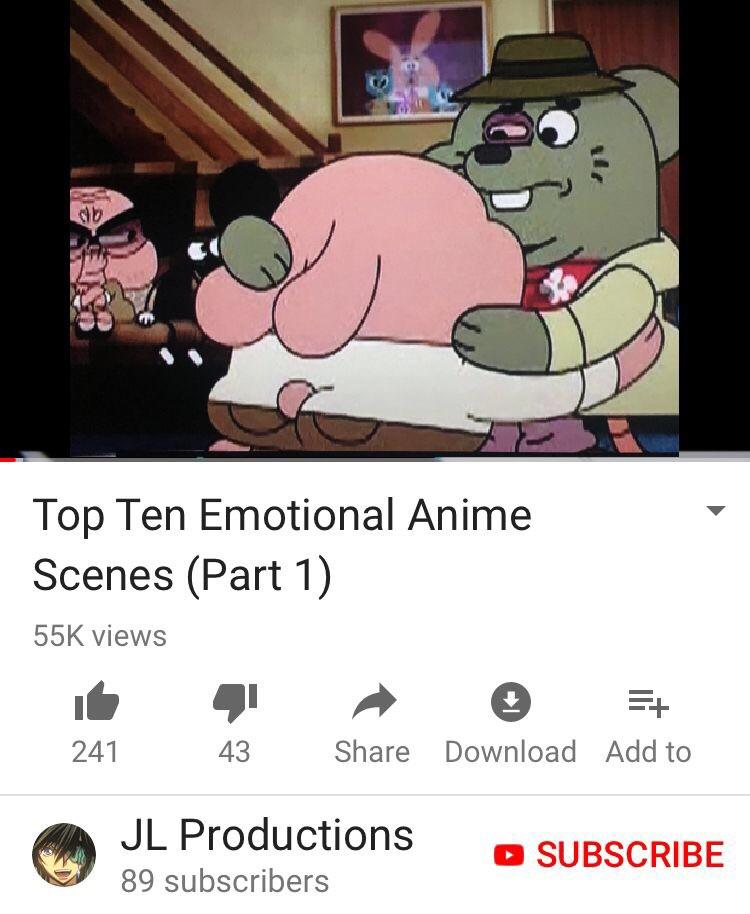 Top Ten Emotional Anime
Scenes (Part 1)
55K views
241
43
Share
Download
Add to
JL Productions
89 subscribers
SUBSCRIBE